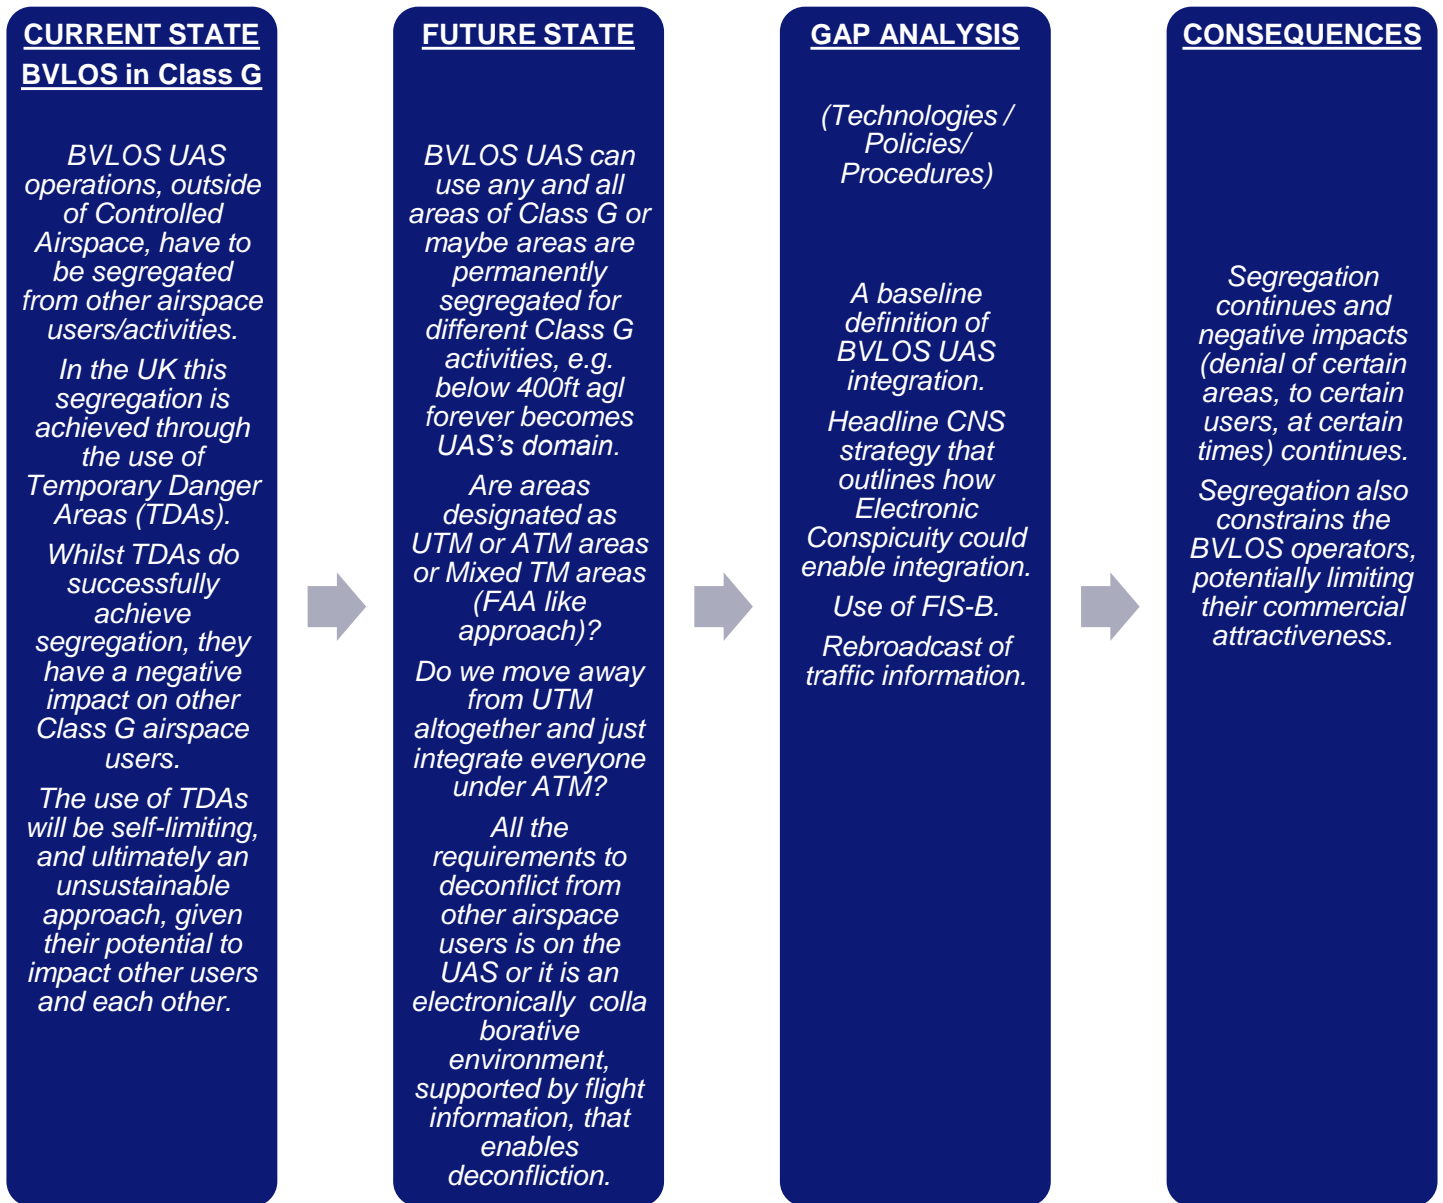 CURRENT STATE
BVLOS in Class G
BVLOS UAS
operations, outside
of Controlled
Airspace, have to
be segregated
from other airspace
users/activities.
In the UK this
segregation is
achieved through
the use of
Temporary Danger
Areas (TDAs).
Whilst TDAs do
successfully
achieve
segregation, they
have a negative
impact on other
Class G airspace
users.
The use of TDAs
will be self-limiting,
and ultimately an
unsustainable
approach, given
their potential to
impact other users
and each other.
FUTURE STATE
BVLOS UAS can
use any and all
areas of Class G or
maybe areas are
permanently
segregated for
different Class G
activities, e.g.
below 400ft agl
forever becomes
UAS's domain.
Are areas
designated as
UTM or ATM areas
or Mixed TM areas
(FAA like
approach)?
Do we move away
from UTM
altogether and just
integrate everyone
under ATM?
All the
requirements to
deconflict from
other airspace
users is on the
UAS or it is an
electronically colla
borative
environment,
supported by flight
information, that
enables
deconfliction.
GAP ANALYSIS
(Technologies /
Policies/
Procedures)
A baseline
definition of
BVLOS UAS
integration.
Headline CNS
strategy that
outlines how
Electronic
Conspicuity could
enable integration.
Use of FIS-B.
Rebroadcast of
traffic information.
CONSEQUENCES
Segregation
continues and
negative impacts
(denial of certain
areas, to certain
users, at certain
times) continues.
Segregation also
constrains the
BVLOS operators,
potentially limiting
their commercial
attractiveness.